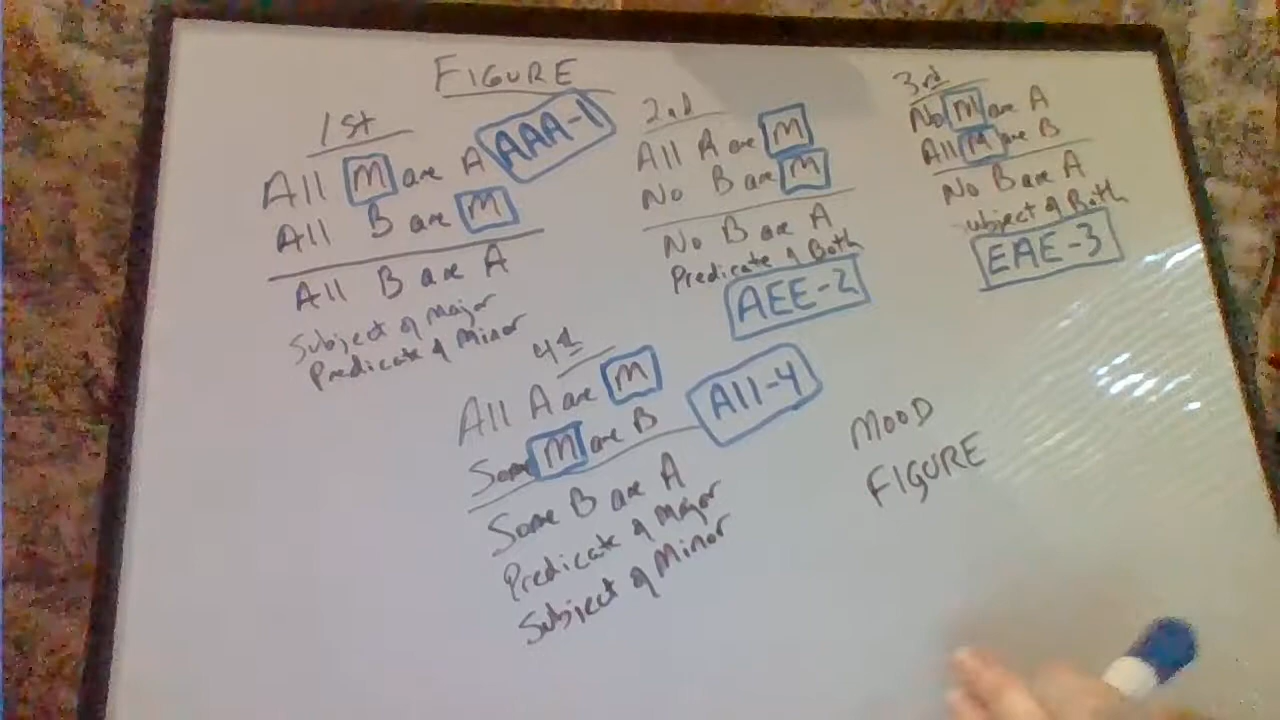 FIGURE
1st
All M are A AAA-1
All B are M
All B are A
Subject of Major
Predicate of Minor
2nd
All A are M
No B are M
No B are A
Predicate of Both
AEE-2
3rd
No M are A
All M are B
No B are A
ubject of Both
EAE-3
4th
All A are M
Some M are B AII-4
Some B are A
Predicate of Major
Subject of Minor
MOOD
FIGURE